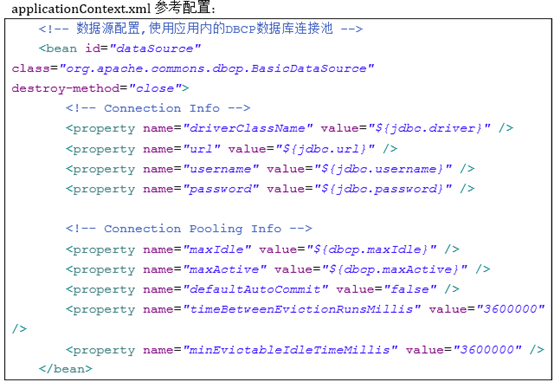 applicationContext.xml 参考配置:
<!-- 数据源配置,使用应用内的DBCP数据库连接池 -->
<bean id="dataSource"
class="org.apache.commons.dbcp.BasicDataSource"
destroy-method="close">
<!-- Connection Info -->
<property name="driverClassName" value="${jdbc.driver}" />
<property name="url" value="${jdbc.url}" />
<property name="username" value="${jdbc.username}" />
<property name="password" value="${jdbc.password}" />
<!-- Connection Pooling Info -->
<property name="maxIdle" value="${dbcp.maxIdle}" />
<property name="maxActive" value="${dbcp.maxActive}" />
<property name="defaultAutoCommit" value="false" />
<property name="timeBetweenEvictionRunsMillis" value="3600000"
/>
<property name="minEvictableIdleTimeMillis" value="3600000" />
</bean>